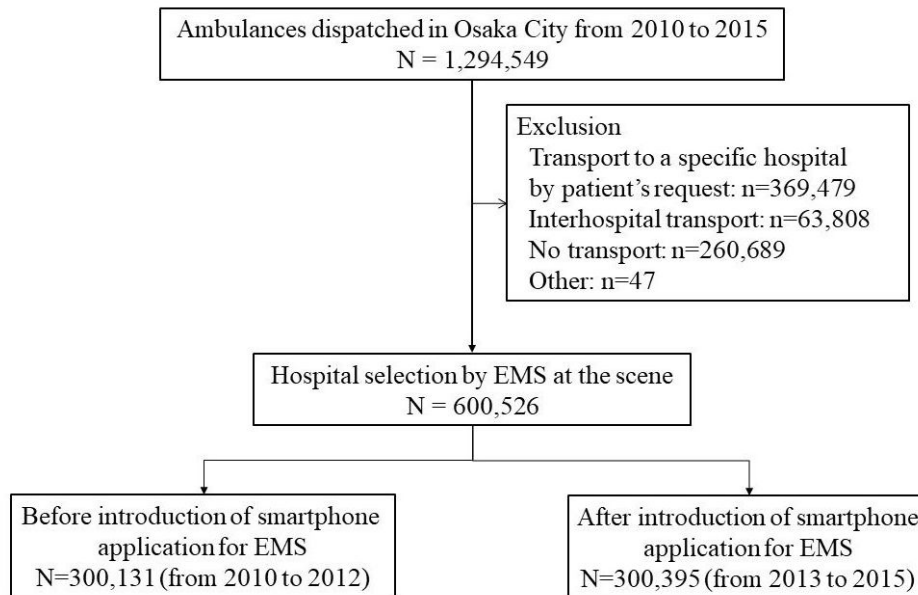 Ambulances dispatched in Osaka City from 2010 to 2015
N = 1,294,549
Exclusion
Transport to a specific hospital
by patient’s request: n=369,479
Interhospital transport: n=63,808
No transport: n=260,689
Other: n=47
Hospital selection by EMS at the scene
N = 600,526
Before introduction of smartphone
application for EMS
N=300,131 (from 2010 to 2012)
After introduction of smartphone
application for EMS
N=300,395 (from 2013 to 2015)